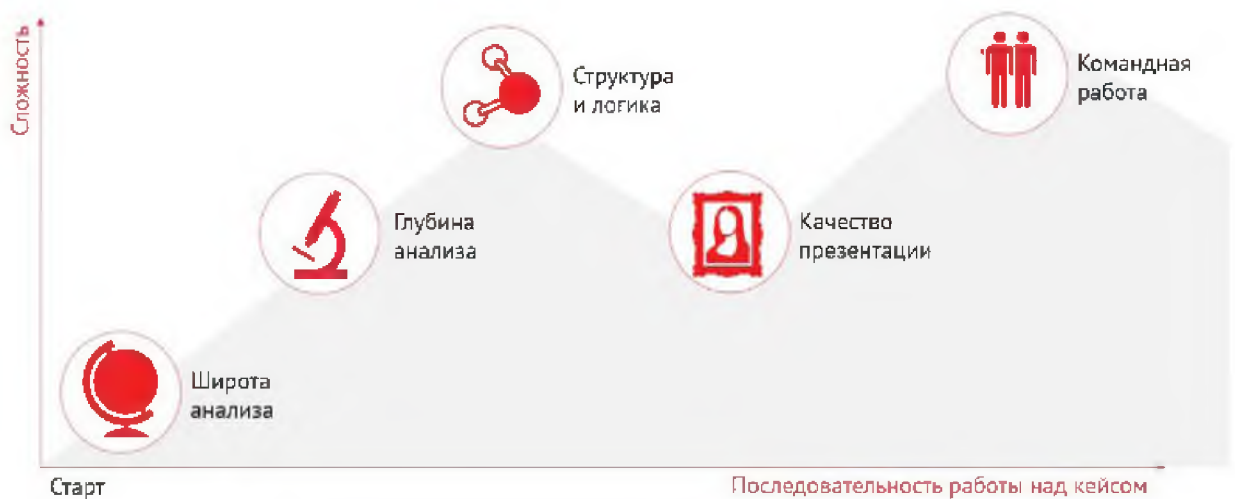 Сложность
Структура
и логика
Командная
работа
Глубина
анализа
Качество
презентации
Широта
анализа
Старт
Последовательность работы над кейсом